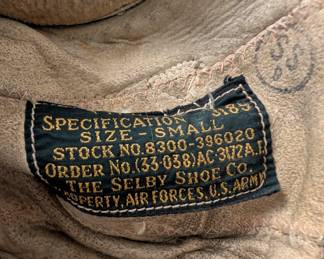 SPECIFICATION 3189
SIZE-SMALL
STOCK NO. 8300-396020
ORDER No. (33-038)AC 3172 A.F.
THE SELBY SHOE CO.
PROPERTY, AIR FORCES, U.S. ARMY